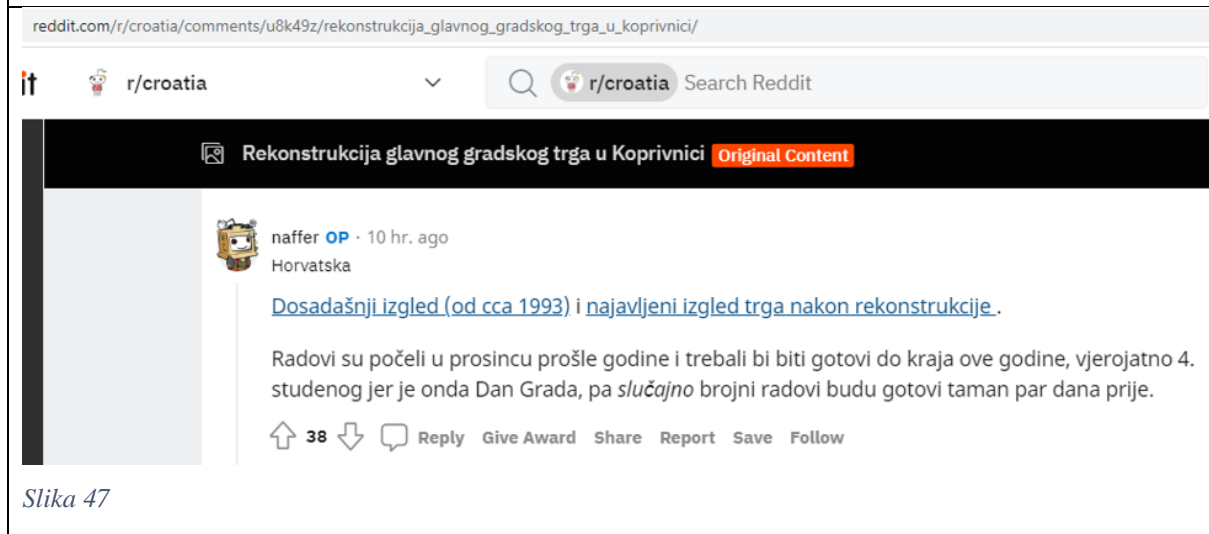 reddit.com/r/croatia/comments/u8k49z/rekonstrukcija_glavnog_gradskog_trga_u_koprivnici/
it r/croatia r/croatia Search Reddit
Rekonstrukcija glavnog gradskog trga u Koprivnici Original Content
naffer OP · 10 hr. ago
Horvatska
Dosadašnji izgled (od cca 1993) i najavljeni izgled trga nakon rekonstrukcije .
Radovi su počeli u prosincu prošle godine i trebali bi biti gotovi do kraja ove godine, vjerojatno 4.
studenog jer je onda Dan Grada, pa slučajno brojni radovi budu gotovi taman par dana prije.
38 Reply Give Award Share Report Save Follow
Slika 47